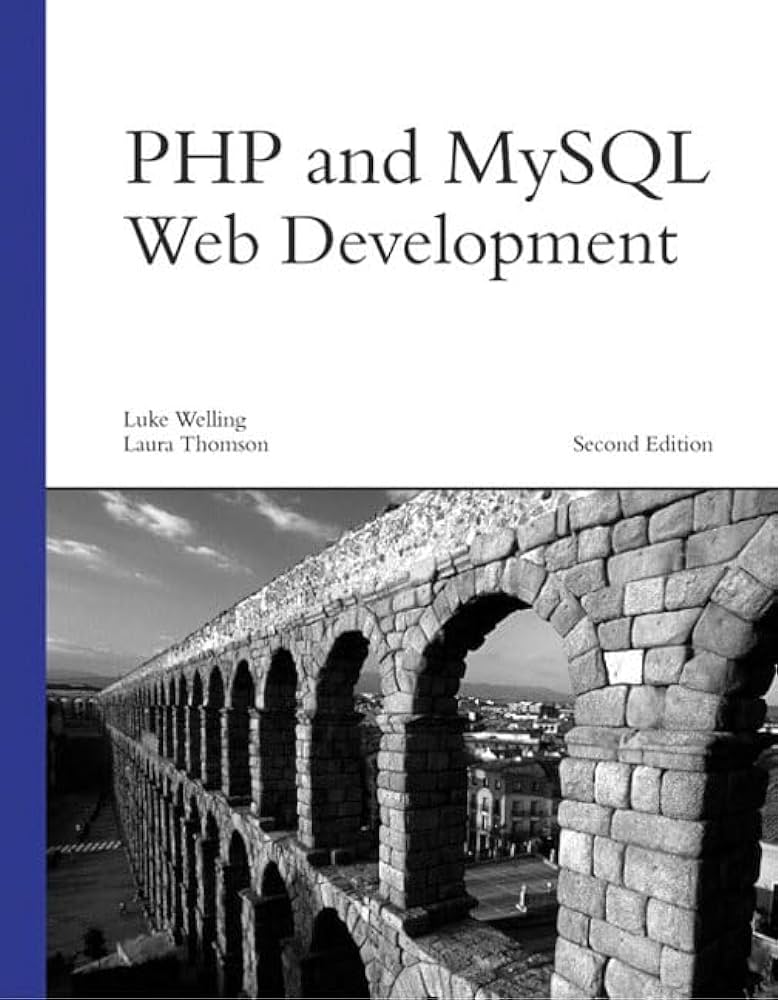 PHP and MySQL
Web Development
Luke Welling
Laura Thomson
Second Edition